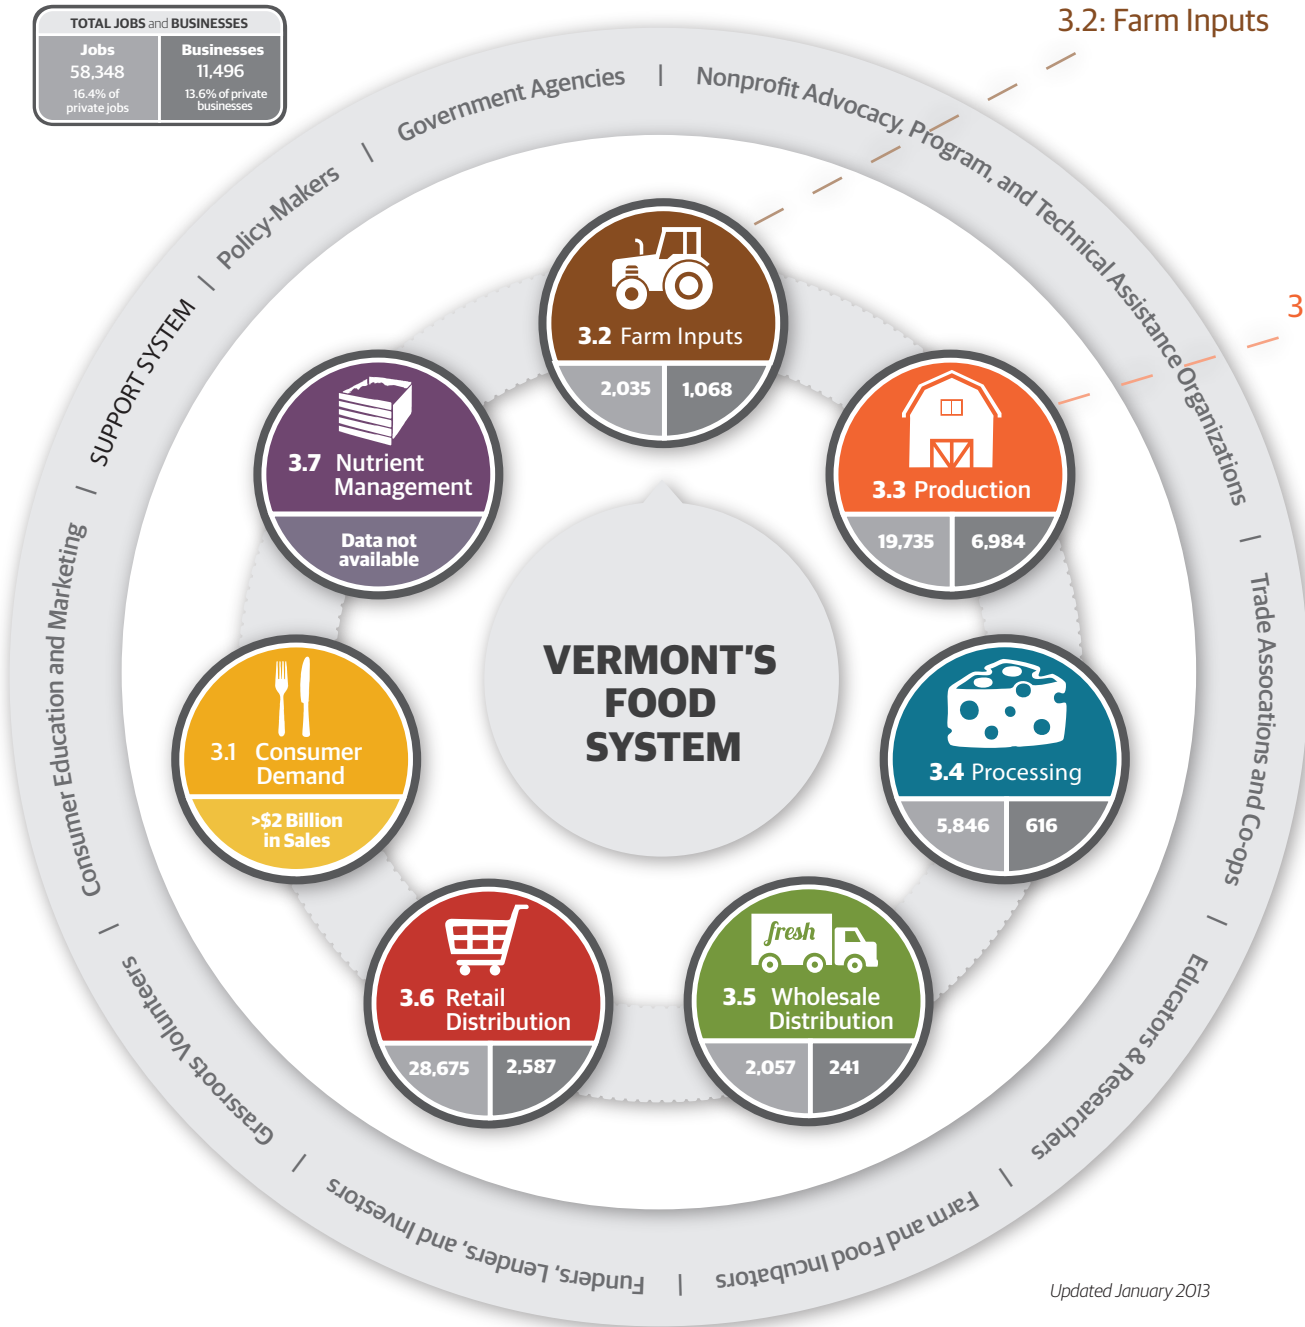 TOTAL JOBS and BUSINESSES
Jobs
58,348
16.4% of
private jobs
Businesses
11,496
13.6% of private
businesses
3.2: Farm Inputs
3
SUPPORT SYSTEM | Policy-Makers | Government Agencies | Nonprofit Advocacy, Program, and Technical Assistance Organizations | Trade Assocations and Co-ops | Educators & Researchers | Farm and Food Incubators | Funders, Lenders, and Investors | Grassroots Volunteers | Consumer Education and Marketing |
3.2 Farm Inputs
2,035 1,068
3.3 Production
19,735 6,984
3.4 Processing
5,846 616
fresh
3.5 Wholesale
Distribution
2,057 241
3.6 Retail
Distribution
28,675 2,587
3.1 Consumer
Demand
>$2 Billion
in Sales
3.7 Nutrient
Management
Data not
available
VERMONT'S
FOOD
SYSTEM
Updated January 2013